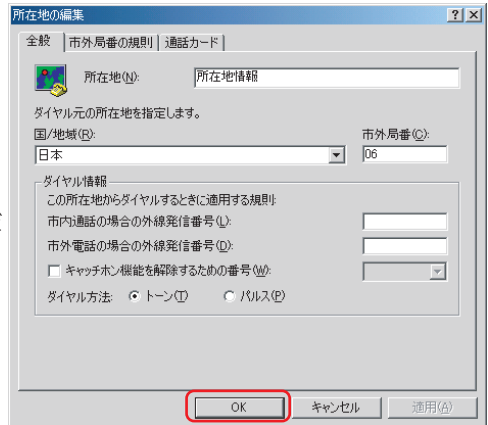 所在地の編集
全般 市外局番の規則 通話カード
所在地(N): 所在地情報
ダイヤル元の所在地を指定します。
国/地域(R): 市外局番(C):
日本 06
ダイヤル情報
この所在地からダイヤルするときに適用する規則:
市内通話の場合の外線発信番号(L):
市外電話の場合の外線発信番号(D):
キャッチホン機能を解除するための番号(W):
ダイヤル方法: トーン(T) パルス(P)
OK キャンセル 適用(A)